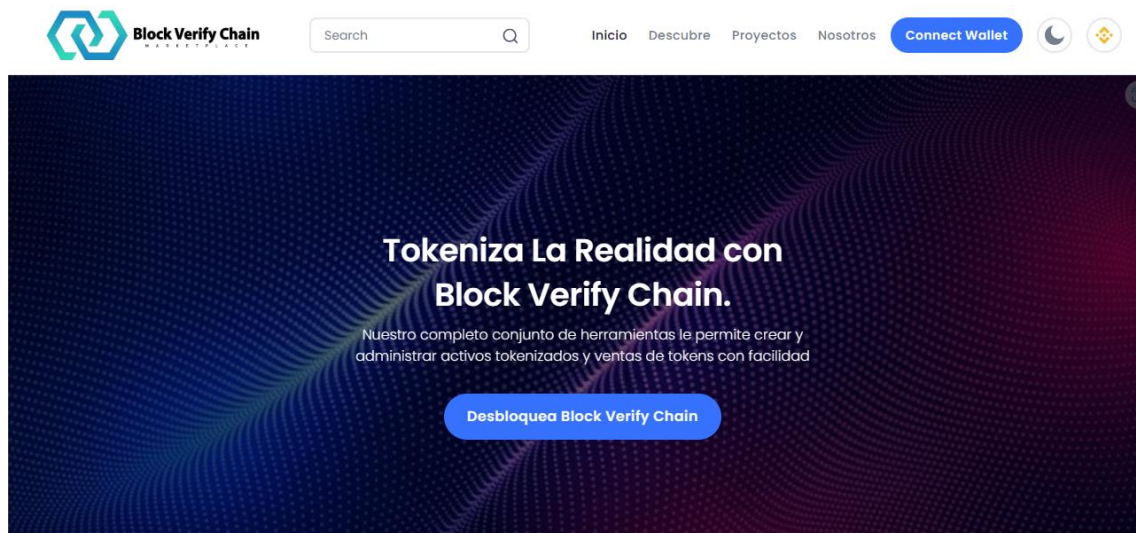 Block Verify Chain
MARKETPLACE
Search
Inicio
Descubre
Proyectos
Nosotros
Connect Wallet
Tokeniza La Realidad con
Block Verify Chain.
Nuestro completo conjunto de herramientas le permite crear y
administrar activos tokenizados y ventas de tokens con facilidad
Desbloquea Block Verify Chain